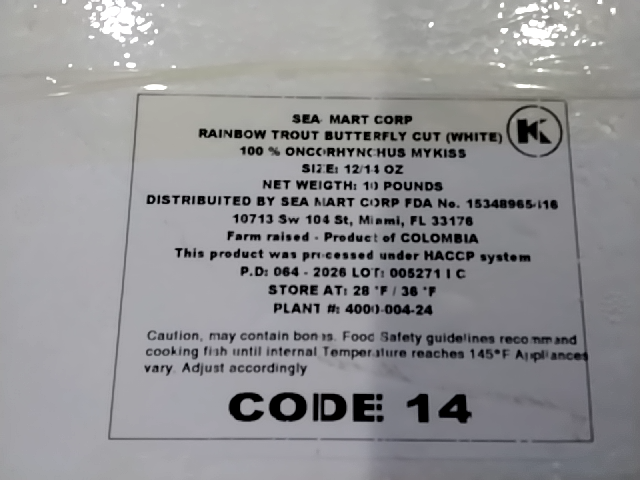 SEA MART CORP
RAINBOW TROUT BUTTERFLY CUT (WHITE)
K
100 % ONCORHYNCHUS MYKISS
SIZE: 12/14 OZ
NET WEIGTH: 10 POUNDS
DISTRIBUITED BY SEA MART CORP FDA No. 15348965416
10713 Sw 104 St, Miami, FL 33176
Farm raised - Product of COLOMBIA
This product was processed under HACCP system
P.D: 064 - 2026 LOT: 005271 I C
STORE AT: 28 °F / 36 °F
PLANT #: 4000-004-24
Caution, may contain bones. Food Safety guidelines recommand
cooking fish until internal Temperature reaches 145°F Appliances
vary. Adjust accordingly
CODE 14